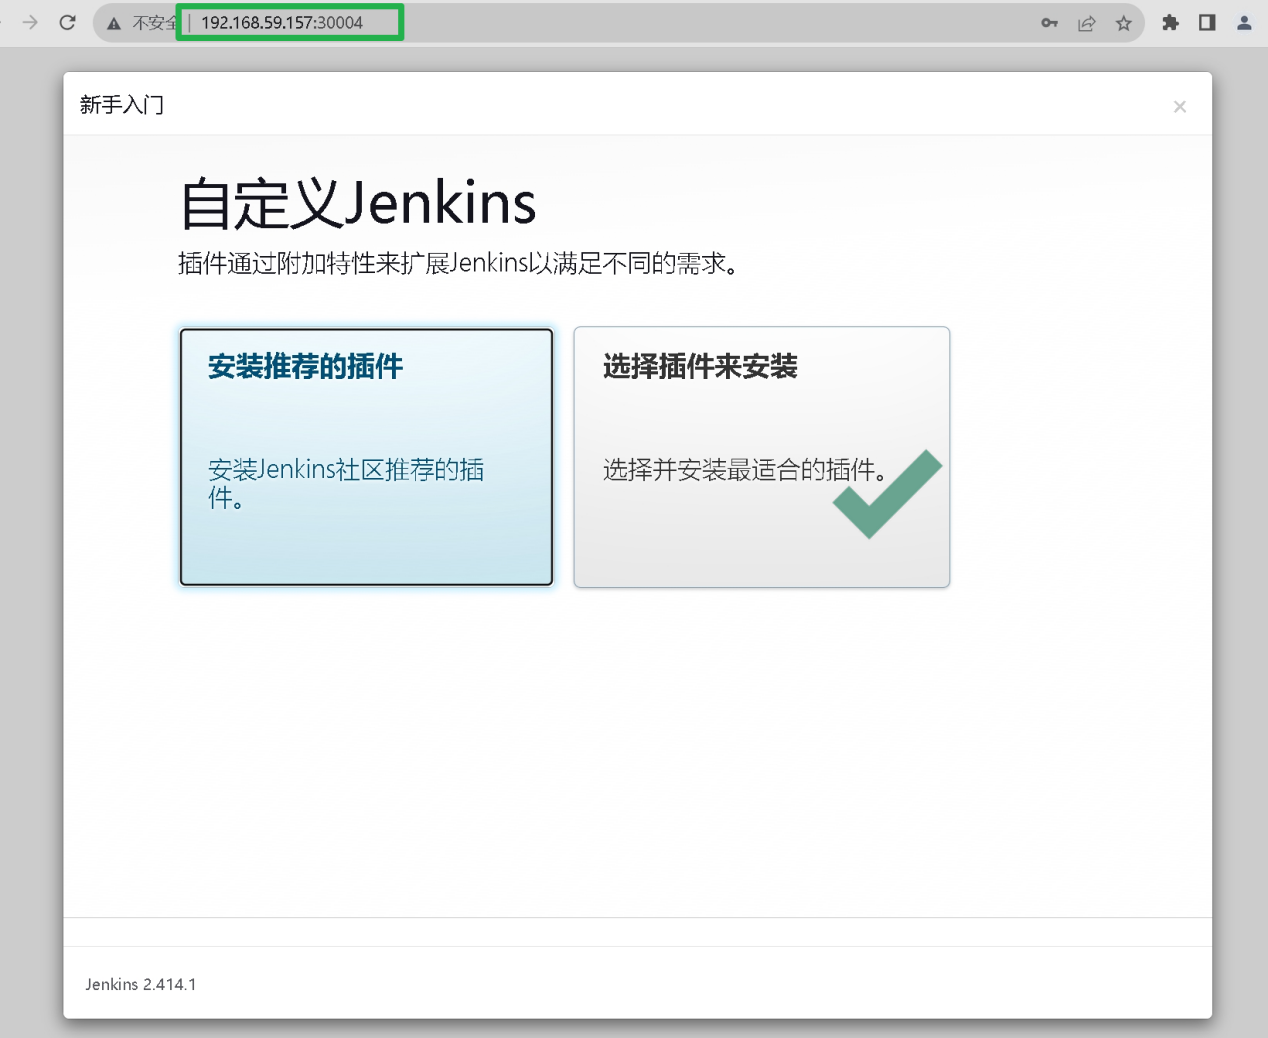 不安全 | 192.168.59.157:30004
新手入门
×
自定义Jenkins
插件通过附加特性来扩展Jenkins以满足不同的需求。
安装推荐的插件
安装Jenkins社区推荐的插
件。
选择插件来安装
选择并安装最适合的插件。
Jenkins 2.414.1